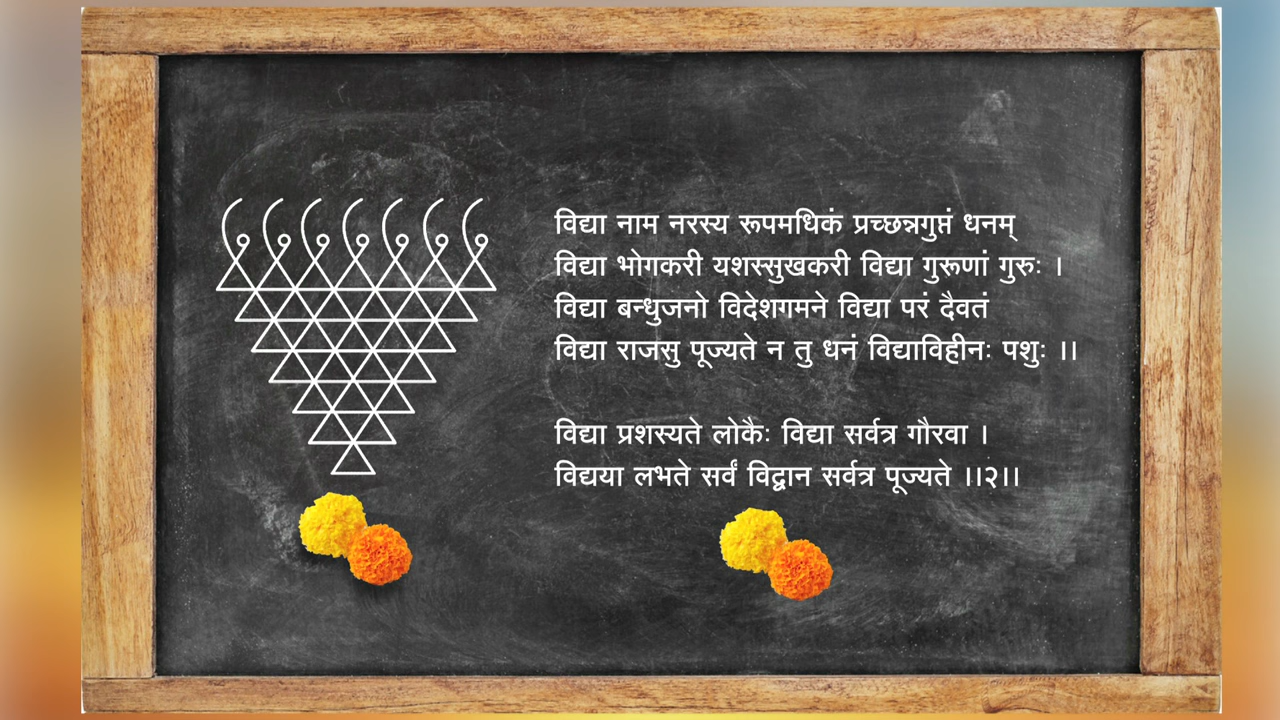 विद्या नाम नरस्य रूपमधिकं प्रच्छन्नगुप्तं धनम्
विद्या भोगकरी यशस्सुखकरी विद्या गुरूणां गुरुः ।
विद्या बन्धुजनो विदेशगमने विद्या परं दैवतं
विद्या राजसु पूज्यते न तु धनं विद्याविहीनः पशुः ।।
विद्या प्रशस्यते लोकैः विद्या सर्वत्र गौरवा ।
विद्यया लभते सर्वं विद्वान सर्वत्र पूज्यते ।।२।।